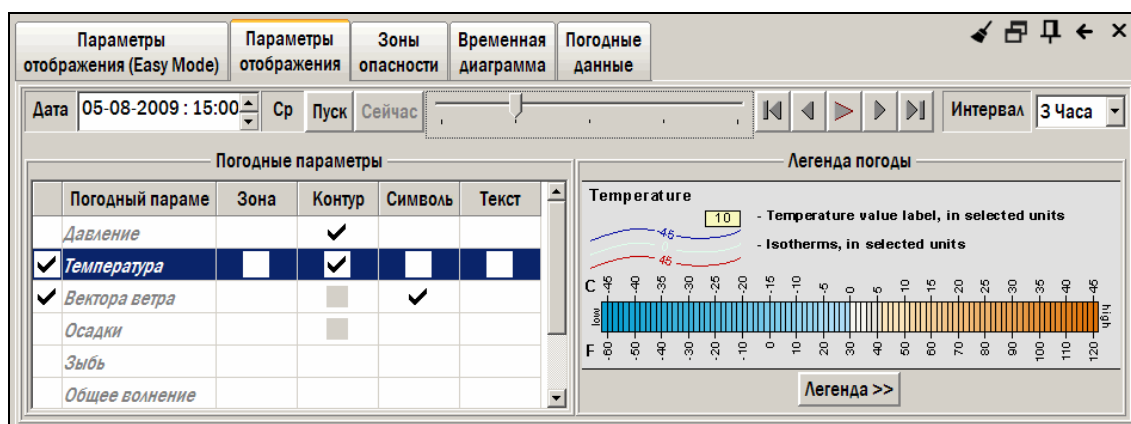 Параметры отображения (Easy Mode)
Параметры отображения
Зоны опасности
Временная диаграмма
Погодные данные
Дата 05-08-2009 : 15:00 Ср Пуск Сейчас Интервал 3 Часа
Погодные параметры
Погодный параме Зона Контур Символь Текст
Давление
Температура
Вектора ветра
Осадки
Зыбь
Общее волнение
Легенда погоды
Temperature
10 - Temperature value label, in selected units
-45
0 - Isotherms, in selected units
45
C -45 -40 -35 -30 -25 -20 -15 -10 -5 0 5 10 15 20 25 30 35 40 45
low high
F -60 -50 -40 -30 -20 -10 0 10 20 30 40 50 60 70 80 90 100 110 120
Легенда >>